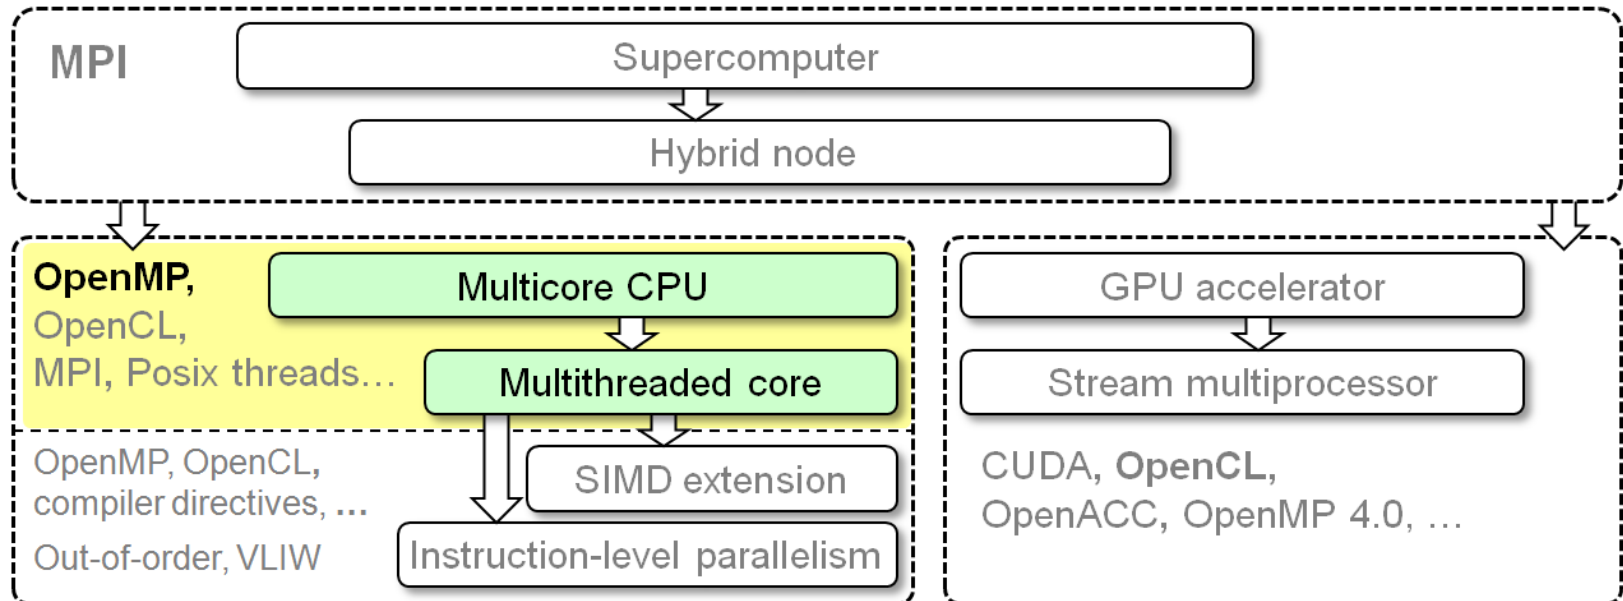 MPI
Supercomputer
Hybrid node
OpenMP,
OpenCL,
MPI, Posix threads…
Multicore CPU
Multithreaded core
OpenMP, OpenCL,
compiler directives, ...
Out-of-order, VLIW
SIMD extension
Instruction-level parallelism
GPU accelerator
Stream multiprocessor
CUDA, OpenCL,
OpenACC, OpenMP 4.0, …